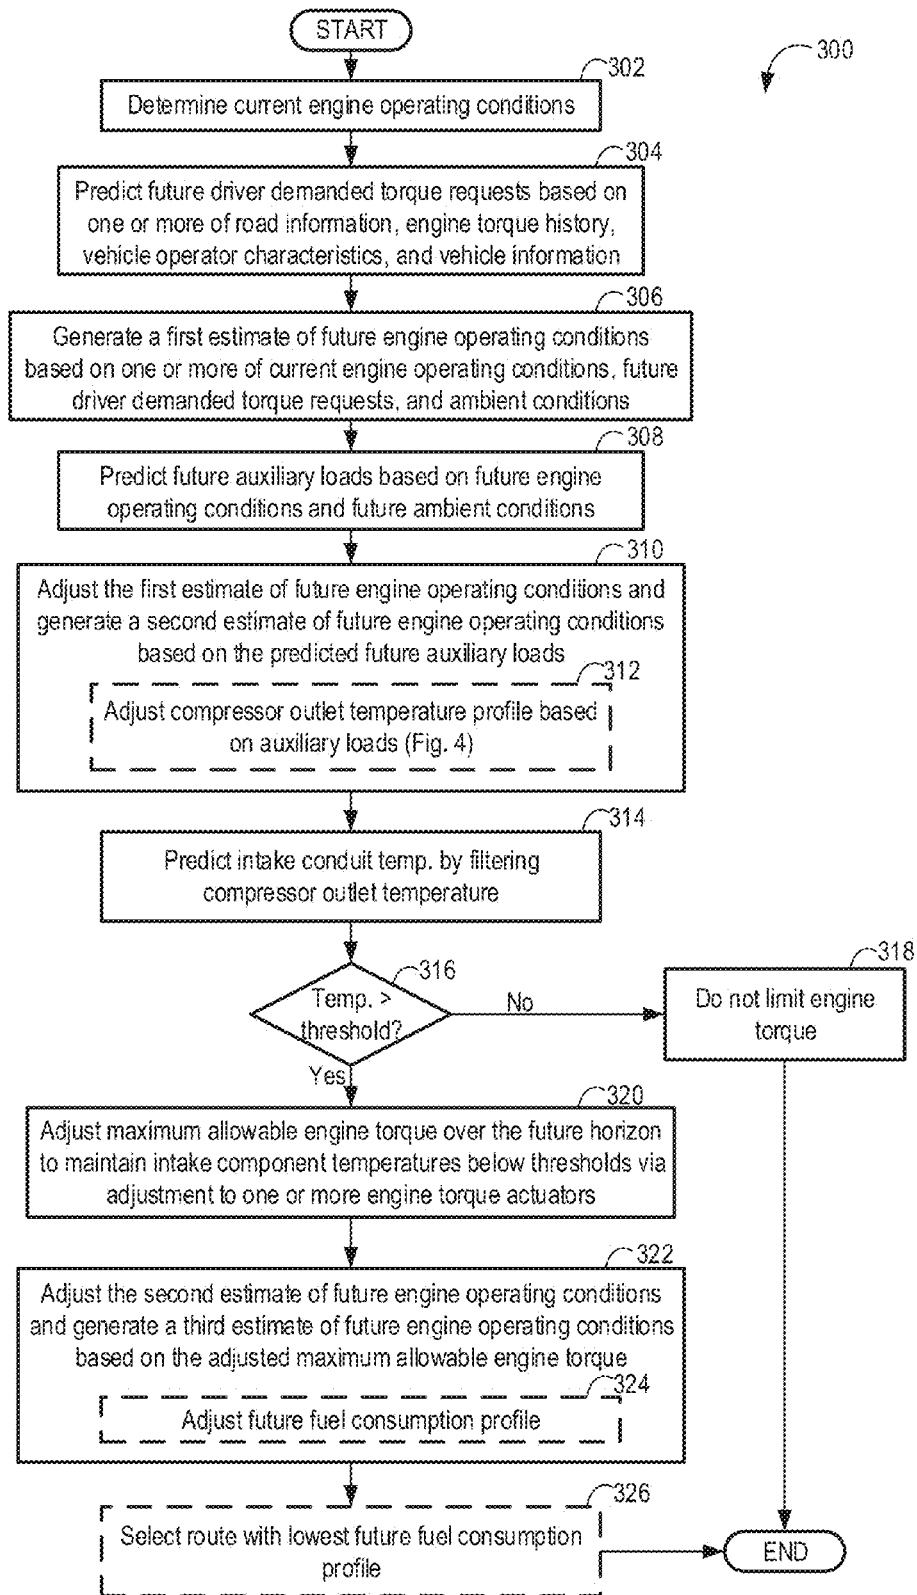 START
300
302
Determine current engine operating conditions
304
Predict future driver demanded torque requests based on
one or more of road information, engine torque history,
vehicle operator characteristics, and vehicle information
306
Generate a first estimate of future engine operating conditions
based on one or more of current engine operating conditions, future
driver demanded torque requests, and ambient conditions
308
Predict future auxiliary loads based on future engine
operating conditions and future ambient conditions
310
Adjust the first estimate of future engine operating conditions and
generate a second estimate of future engine operating conditions
based on the predicted future auxiliary loads
312
Adjust compressor outlet temperature profile based
on auxiliary loads (Fig. 4)
314
Predict intake conduit temp. by filtering
compressor outlet temperature
316
Temp. >
threshold?
No
318
Do not limit engine
torque
Yes
320
Adjust maximum allowable engine torque over the future horizon
to maintain intake component temperatures below thresholds via
adjustment to one or more engine torque actuators
322
Adjust the second estimate of future engine operating conditions
and generate a third estimate of future engine operating conditions
based on the adjusted maximum allowable engine torque
324
Adjust future fuel consumption profile
326
Select route with lowest future fuel consumption
profile
END